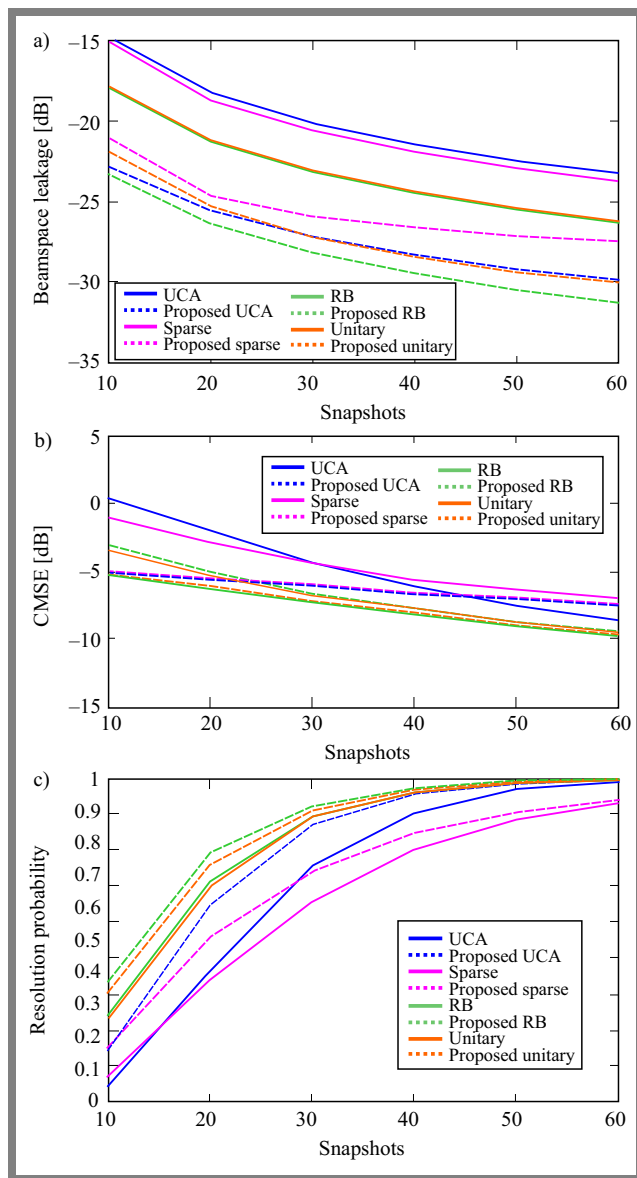 a)
Beamspace leakage [dB]
−15
−20
−25
−30
−35
UCA
Proposed UCA
Sparse
Proposed sparse
RB
Proposed RB
Unitary
Proposed unitary
10 20 30 40 50 60
Snapshots
b)
CMSE [dB]
5
0
−5
−10
−15
UCA
Proposed UCA
Sparse
Proposed sparse
RB
Proposed RB
Unitary
Proposed unitary
10 20 30 40 50 60
Snapshots
c)
Resolution probability
1
0.9
0.8
0.7
0.6
0.5
0.4
0.3
0.2
0.1
0
UCA
Proposed UCA
Sparse
Proposed sparse
RB
Proposed RB
Unitary
Proposed unitary
10 20 30 40 50 60
Snapshots